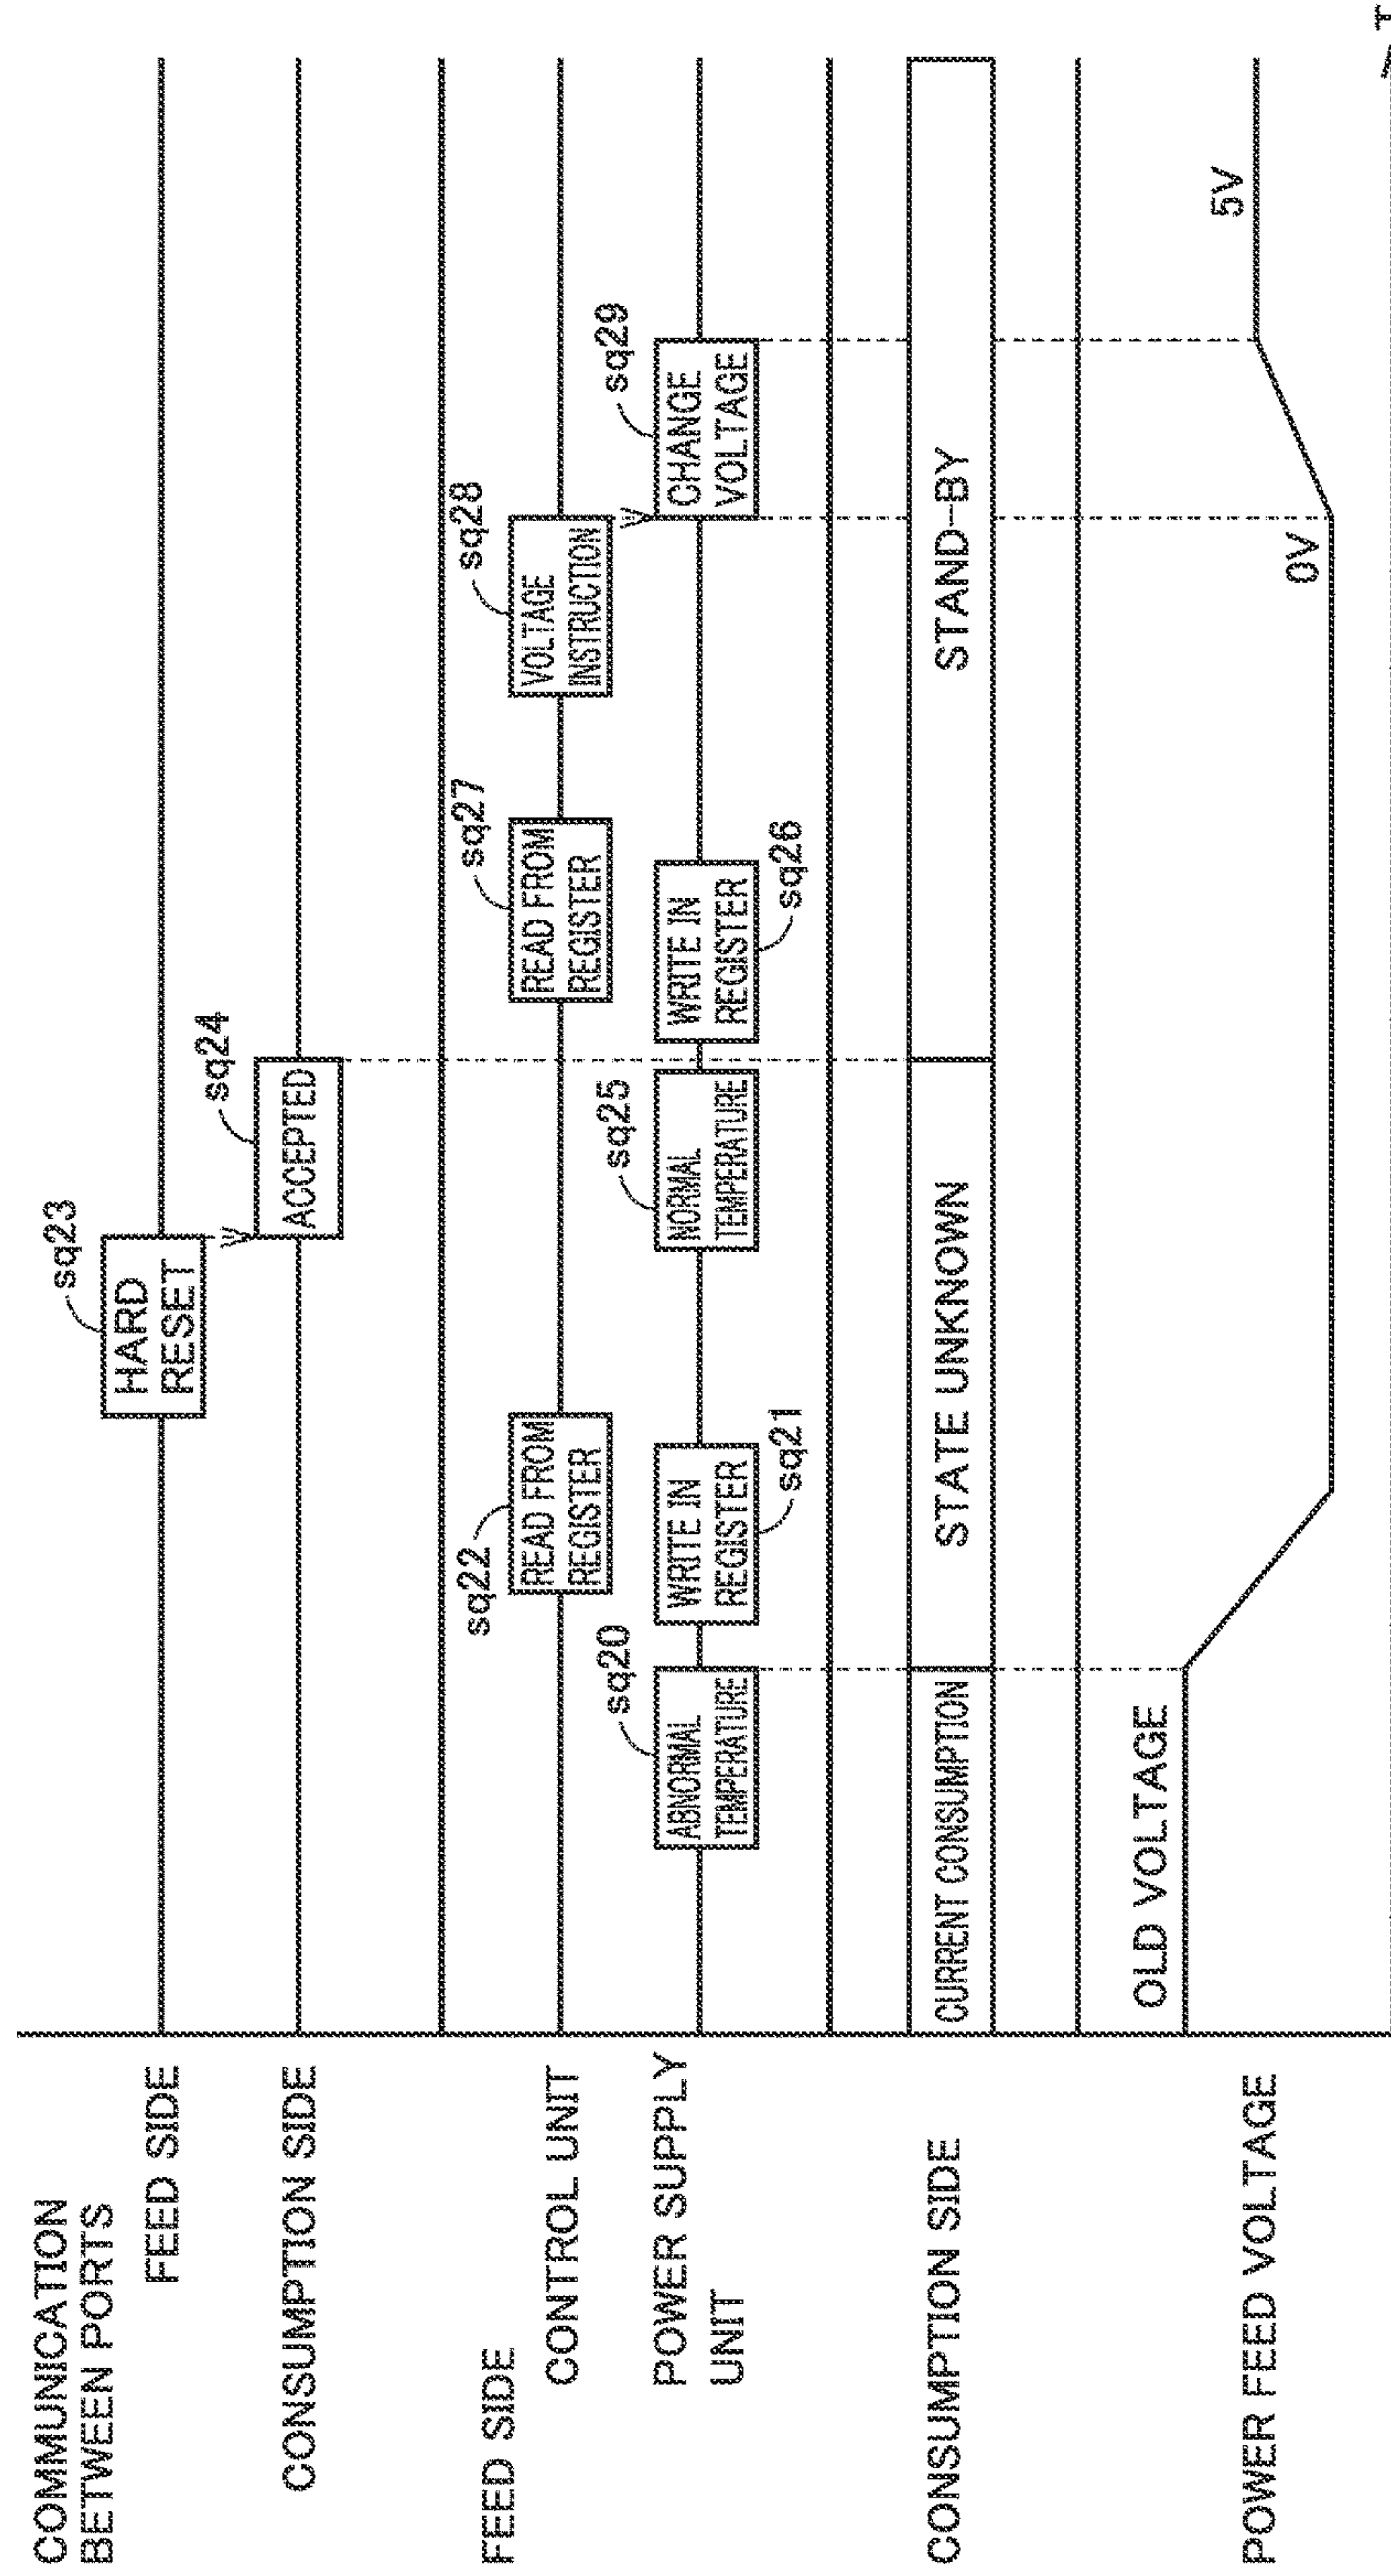 COMMUNICATION
BETWEEN PORTS
FEED SIDE
sq23
HARD
RESET
CONSUMPTION SIDE
sq24
ACCEPTED
FEED SIDE
CONTROL UNIT
sq22
READ FROM
REGISTER
sq27
READ FROM
REGISTER
sq28
VOLTAGE
INSTRUCTION
POWER SUPPLY
UNIT
sq20
ABNORMAL
TEMPERATURE
WRITE IN
REGISTER
sq21
sq25
NORMAL
TEMPERATURE
WRITE IN
REGISTER
sq26
sq29
CHANGE
VOLTAGE
CONSUMPTION SIDE
CURRENT CONSUMPTION
STATE UNKNOWN
STAND-BY
POWER FEED VOLTAGE
OLD VOLTAGE
0V
5V
T